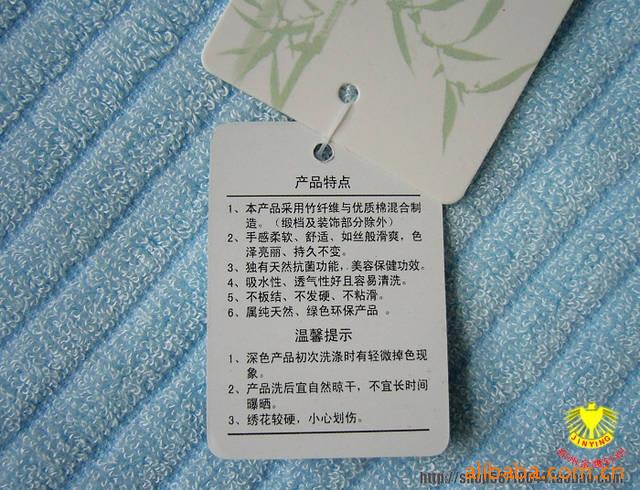 产品特点
1、本产品采用竹纤维与优质棉混合制
造。（缎档及装饰部分除外）
2、手感柔软、舒适、如丝般滑爽，色
泽亮丽、持久不变。
3、独有天然抗菌功能，美容保健功效。
4、吸水性、透气性好且容易清洗。
5、不板结、不发硬、不粘滑。
6、属纯天然、绿色环保产品 。
温馨提示
1、深色产品初次洗涤时有轻微掉色现
象。
2、产品洗后宜自然晾干，不宜长时间
曝晒。
3、绣花较硬，小心划伤。
JINYING
alibaba.com.cn